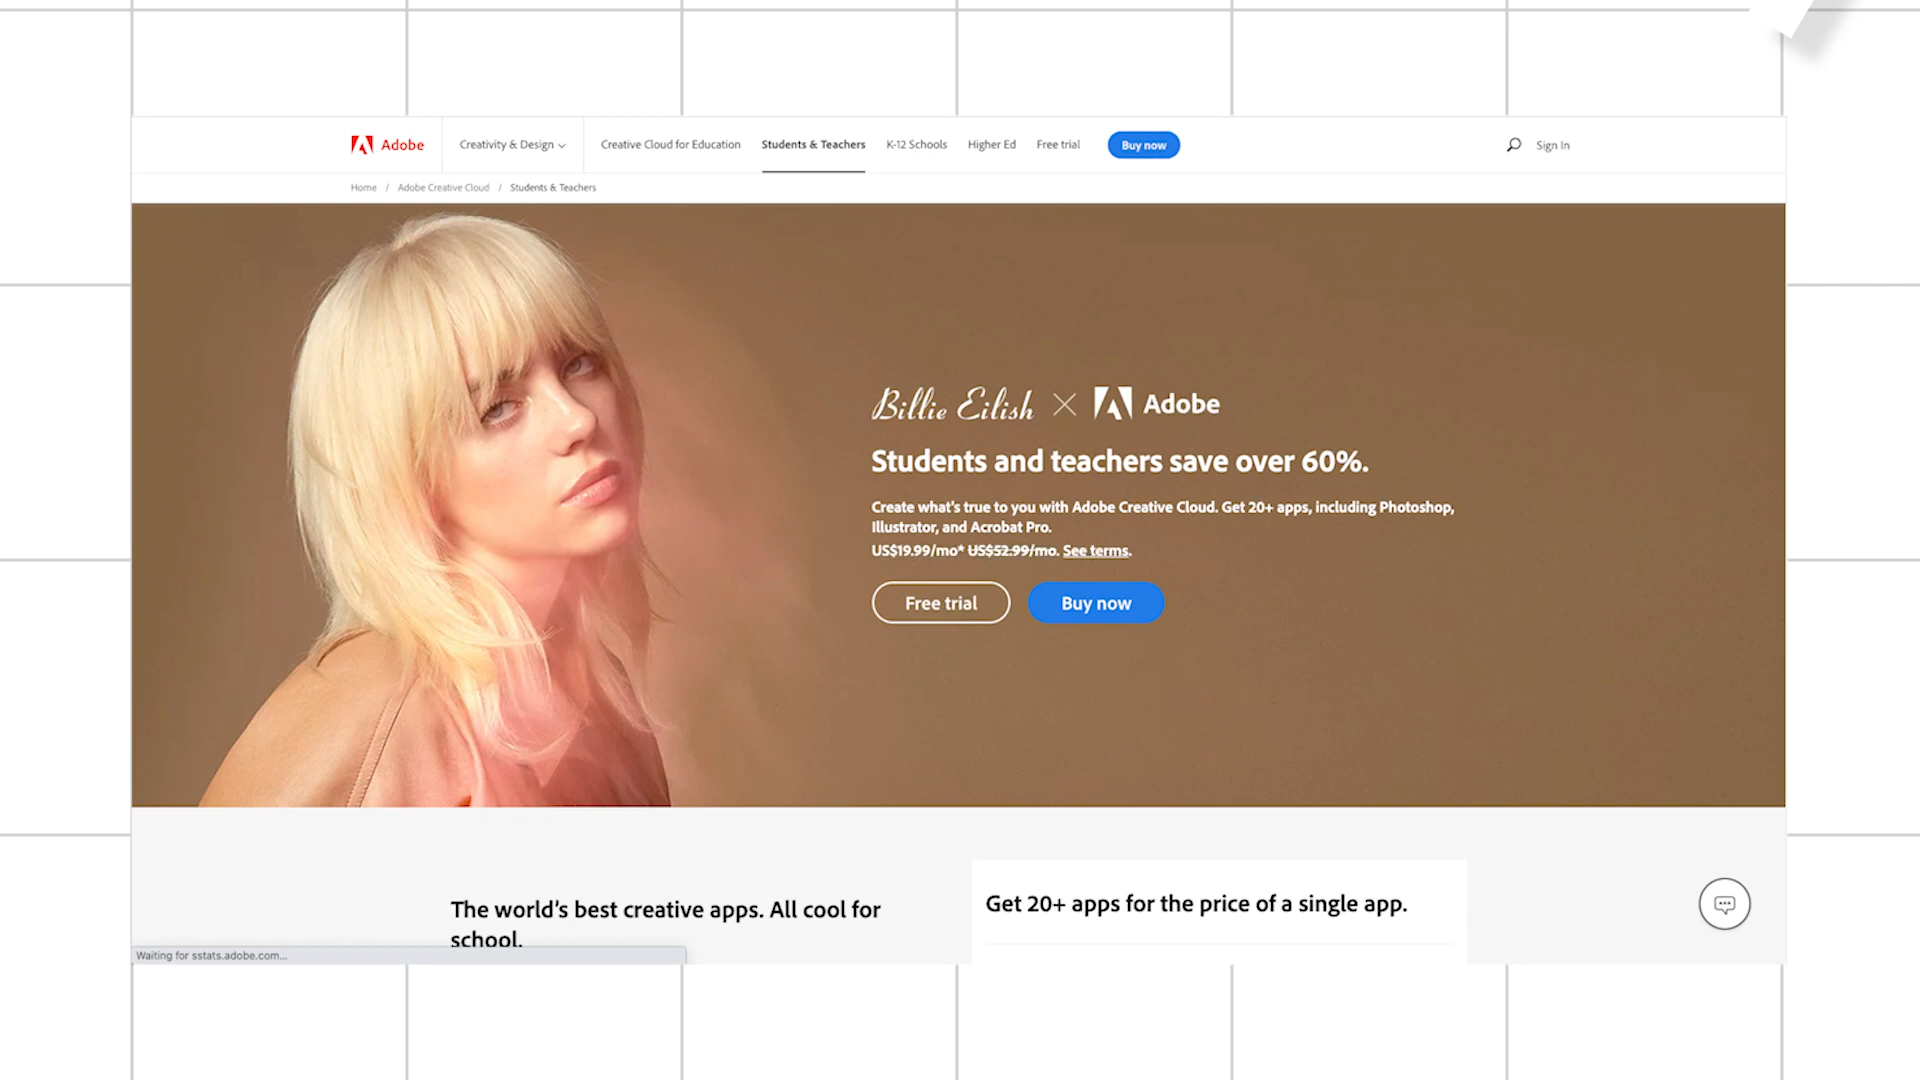 Adobe
Creativity & Design
Creative Cloud for Education
Students & Teachers
K-12 Schools
Higher Ed
Free trial
Buy now
Sign In
Home / Adobe Creative Cloud / Students & Teachers
Billie Eilish × Adobe
Students and teachers save over 60%.
Create what's true to you with Adobe Creative Cloud. Get 20+ apps, including Photoshop,
Illustrator, and Acrobat Pro.
US$19.99/mo* US$52.99/mo. See terms.
Free trial
Buy now
The world's best creative apps. All cool for
school.
Get 20+ apps for the price of a single app.
Waiting for sstats.adobe.com...